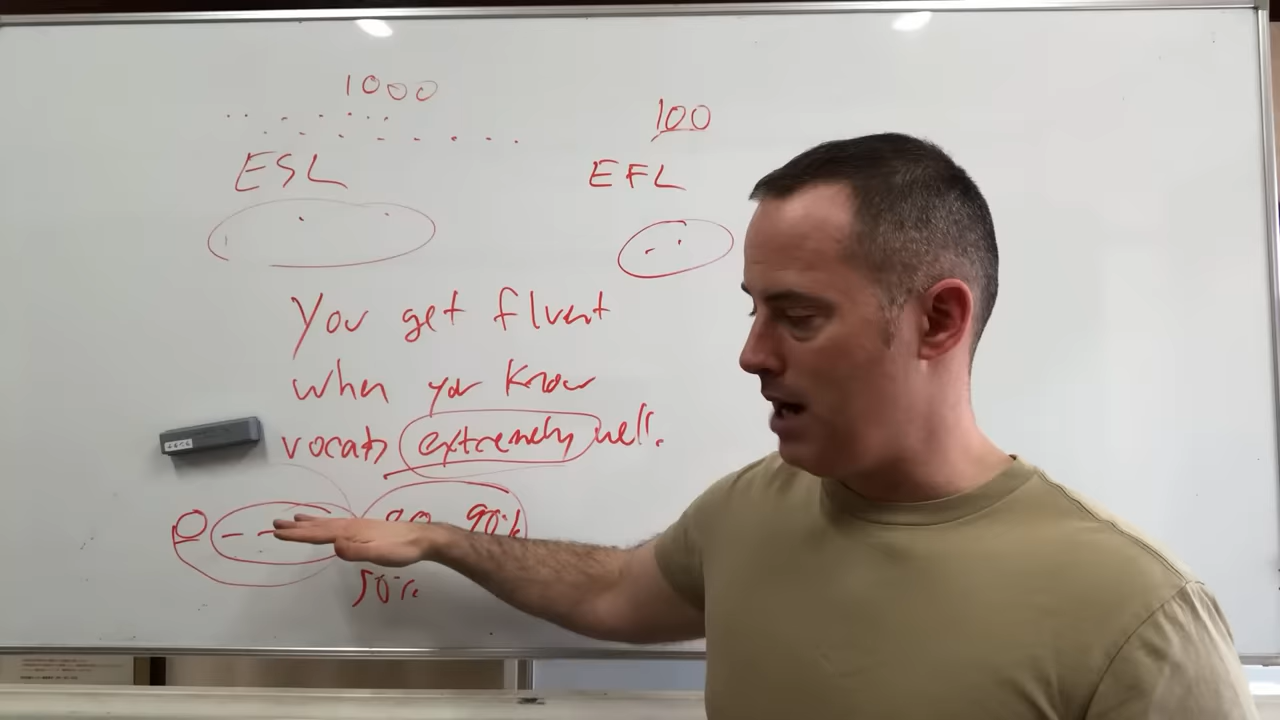 1000
100
ESL
EFL
You get fluent
when you know
vocab extremely well.
90%
50%